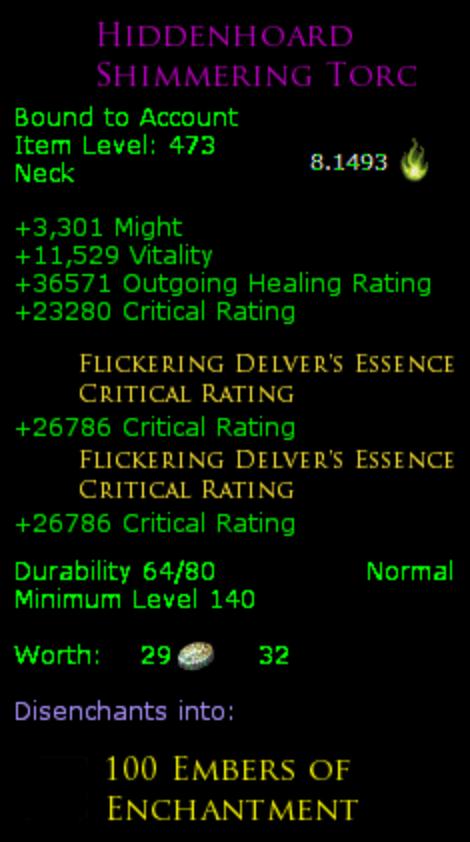 Hiddenhoard
Shimmering Torc
Bound to Account
Item Level: 473
8.1493
Neck
+3,301 Might
+11,529 Vitality
+36571 Outgoing Healing Rating
+23280 Critical Rating
Flickering Delver's Essence
Critical Rating
+26786 Critical Rating
Flickering Delver's Essence
Critical Rating
+26786 Critical Rating
Durability 64/80 Normal
Minimum Level 140
Worth: 29 32
Disenchants into:
100 Embers of
Enchantment